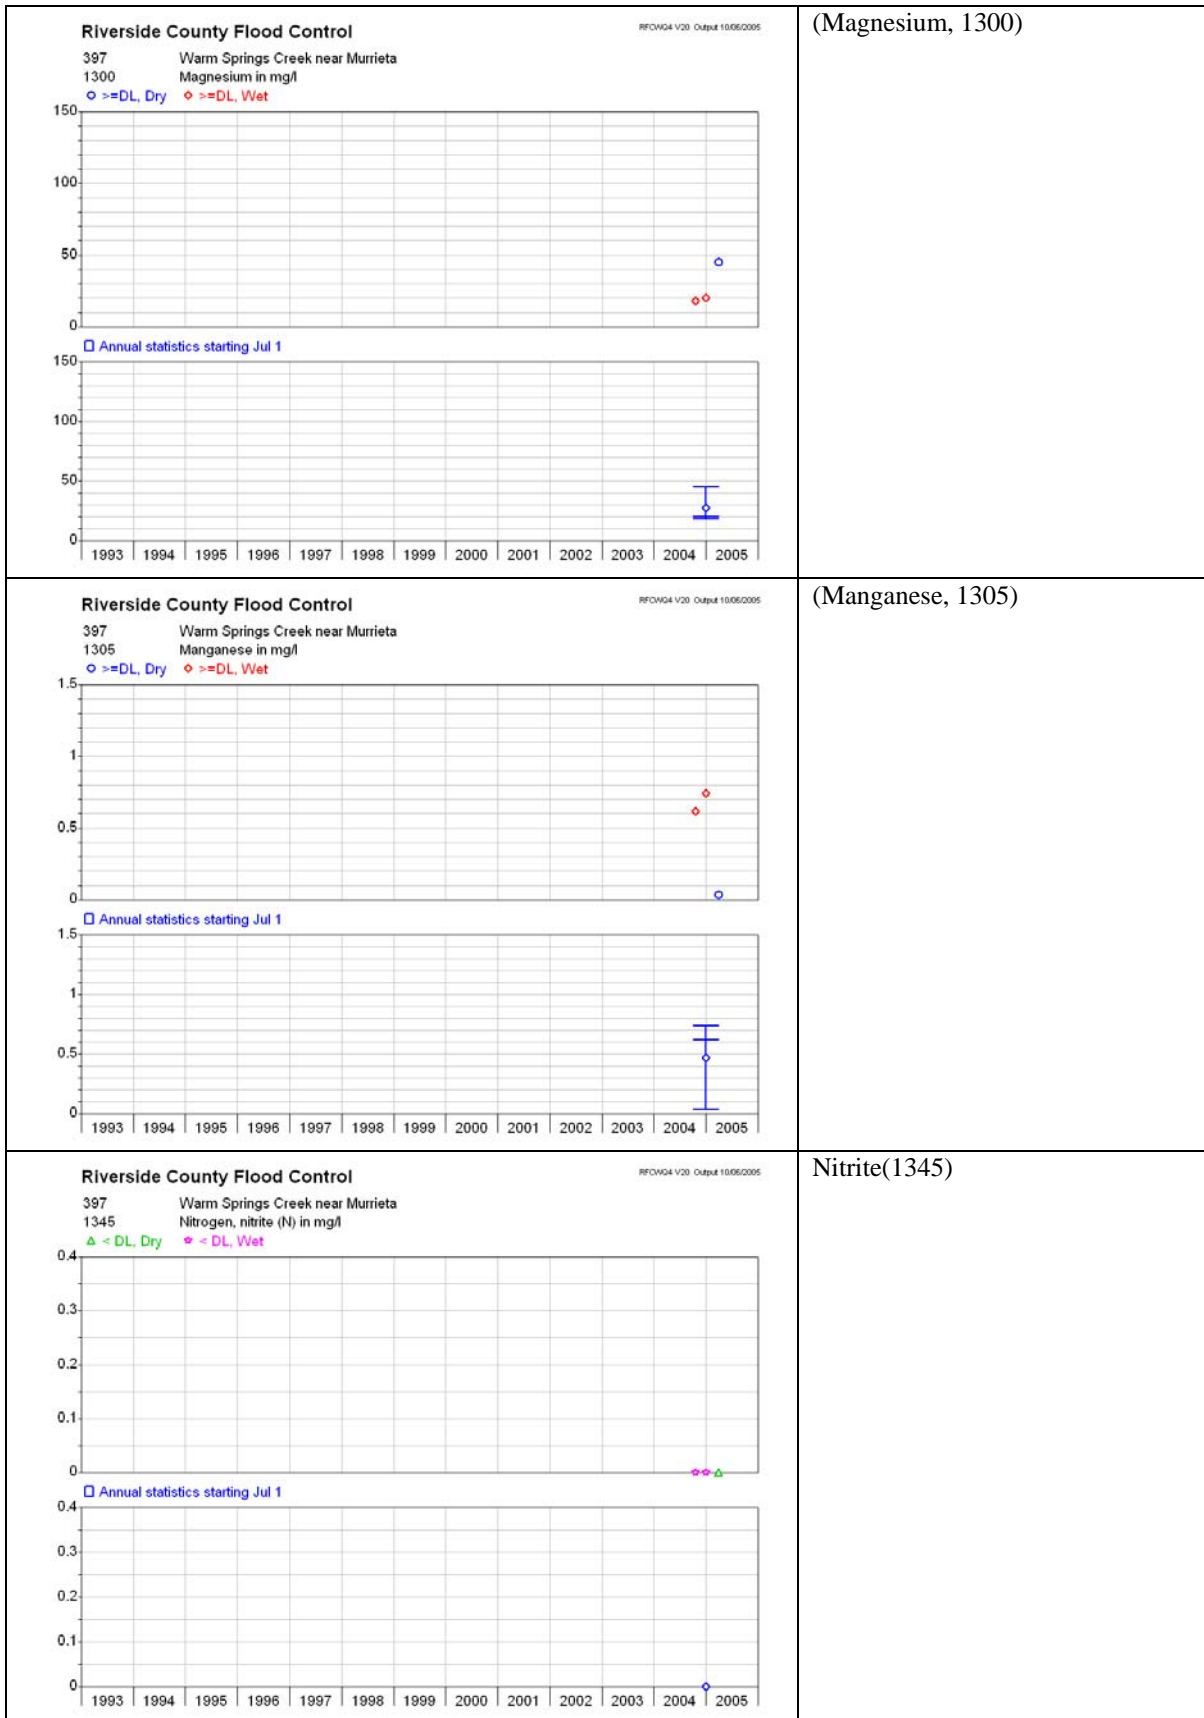 Riverside County Flood Control
RFCWQ4 V20 Output 10/06/2005
397 Warm Springs Creek near Murrieta
1300 Magnesium in mg/l
>=DL, Dry >=DL, Wet
150
100
50
0
Annual statistics starting Jul 1
150
100
50
0
1993 1994 1995 1996 1997 1998 1999 2000 2001 2002 2003 2004 2005
(Magnesium, 1300)
Riverside County Flood Control
RFCWQ4 V20 Output 10/06/2005
397 Warm Springs Creek near Murrieta
1305 Manganese in mg/l
>=DL, Dry >=DL, Wet
1.5
1
0.5
0
Annual statistics starting Jul 1
1.5
1
0.5
0
1993 1994 1995 1996 1997 1998 1999 2000 2001 2002 2003 2004 2005
(Manganese, 1305)
Riverside County Flood Control
RFCWQ4 V20 Output 10/06/2005
397 Warm Springs Creek near Murrieta
1345 Nitrogen, nitrite (N) in mg/l
< DL, Dry < DL, Wet
0.4
0.3
0.2
0.1
0
Annual statistics starting Jul 1
0.4
0.3
0.2
0.1
0
1993 1994 1995 1996 1997 1998 1999 2000 2001 2002 2003 2004 2005
Nitrite(1345)